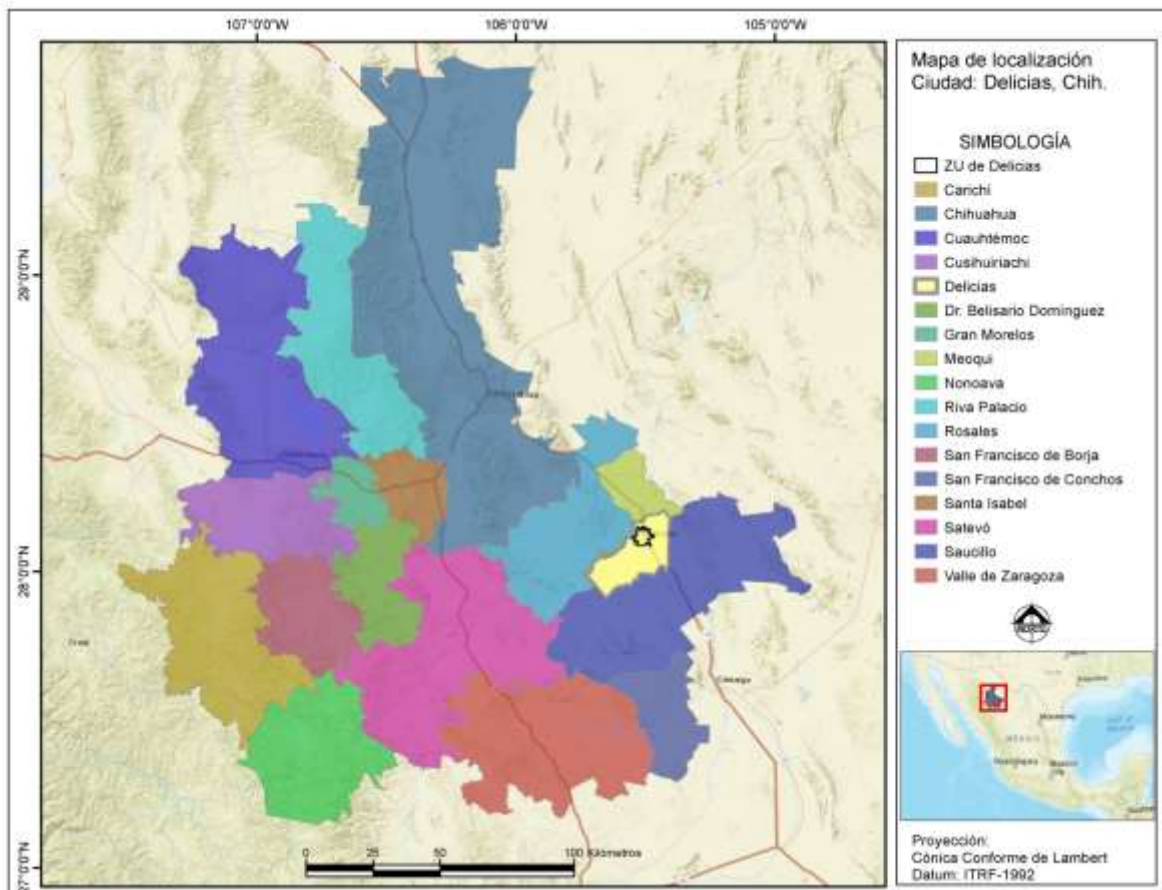 107°0'0"W 106°0'0"W 105°0'0"W
29°0'0"N
28°0'0"N
27°0'0"N
0 25 50 100 Kilómetros
Mapa de localización
Ciudad: Delicias, Chih.
SIMBOLOGÍA
ZU de Delicias
Carichí
Chihuahua
Cuauhtémoc
Cusihuiriachi
Delicias
Dr. Belisario Domínguez
Gran Morelos
Meoqui
Nonoava
Riva Palacio
Rosales
San Francisco de Borja
San Francisco de Conchos
Santa Isabel
Satevó
Saucillo
Valle de Zaragoza
MÉXICO
Proyección:
Cónica Conforme de Lambert
Datum: ITRF-1992